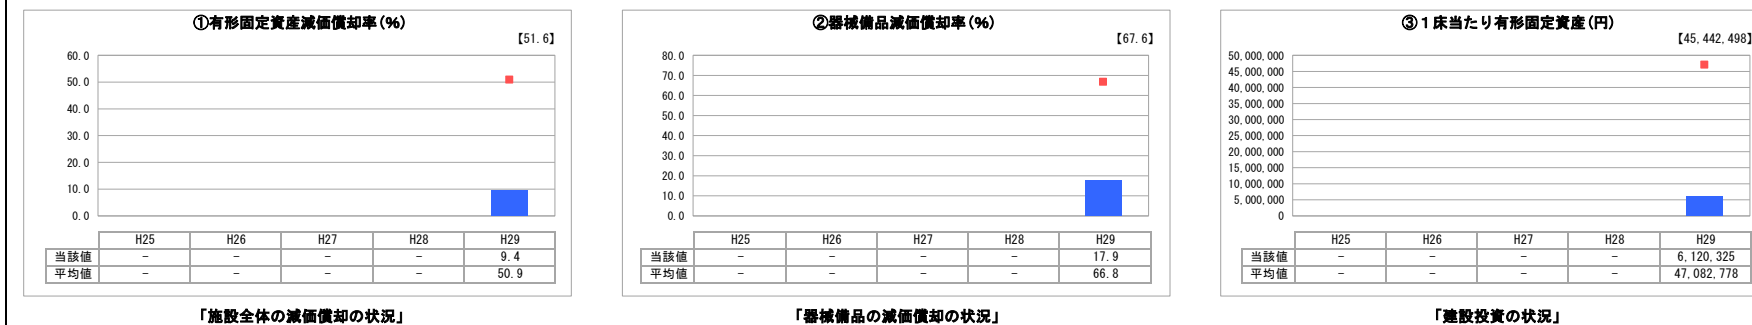 ①有形固定資産減価償却率(%)
【51.6】
60.0
50.0
40.0
30.0
20.0
10.0
0.0
H25 H26 H27 H28 H29
当該値 - - - - 9.4
平均値 - - - - 50.9
「施設全体の減価償却の状況」
②器械備品減価償却率(%)
【67.6】
80.0
70.0
60.0
50.0
40.0
30.0
20.0
10.0
0.0
H25 H26 H27 H28 H29
当該値 - - - - 17.9
平均値 - - - - 66.8
「器械備品の減価償却の状況」
③1床当たり有形固定資産(円)
【45,442,498】
50,000,000
45,000,000
40,000,000
35,000,000
30,000,000
25,000,000
20,000,000
15,000,000
10,000,000
5,000,000
0
H25 H26 H27 H28 H29
当該値 - - - - 6,120,325
平均値 - - - - 47,082,778
「建設投資の状況」